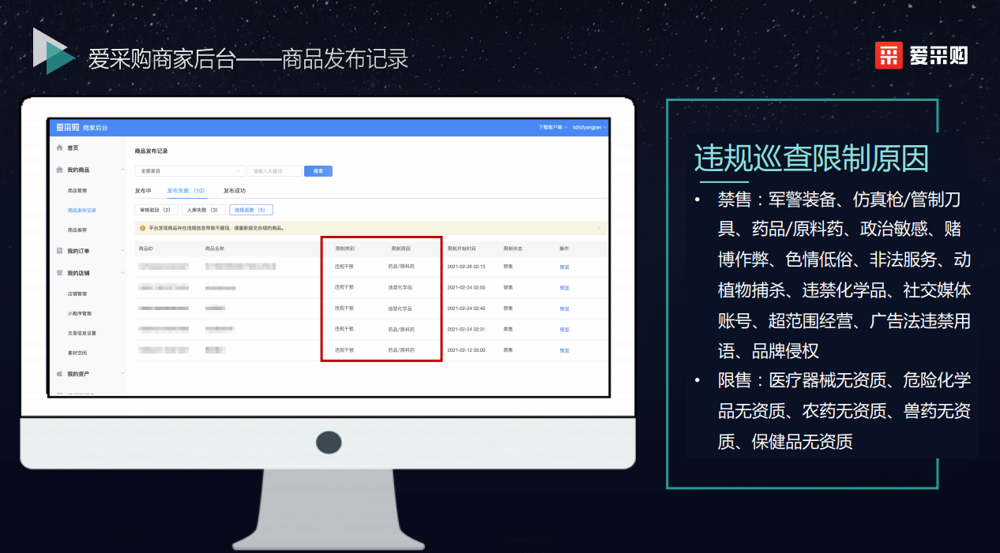 爱采购商家后台——商品发布记录
采 爱采购
爱采购 商家后台
下载客户端 b2b2yangjian
首页
我的商品
商品管理
商品发布记录
商品推荐
我的订单
我的店铺
店铺管理
小程序管理
交易信息设置
素材空间
我的资产
商品发布记录
全部类目 请输入关键词 搜索
发布中 发布失败 (10) 发布成功
审核驳回 (2) 入库失败 (3) 违规巡查 (5)
平台发现商品存在违规信息导致不展现，请重新提交合规的商品。
商品ID 商品名称 限制类别 限制原因 限制开始时间 限制状态 操作
违规干预 药品/原料药 2021-02-26 02:15 禁售 预览
违规干预 违禁化学品 2021-02-24 02:50 禁售 预览
违规干预 违禁化学品 2021-02-24 02:40 禁售 预览
违规干预 药品/原料药 2021-02-24 02:31 禁售 预览
违规干预 药品/原料药 2021-02-12 03:00 禁售 预览
违规巡查限制原因
• 禁售：军警装备、仿真枪/管制刀
具、药品/原料药、政治敏感、赌
博作弊、色情低俗、非法服务、动
植物捕杀、违禁化学品、社交媒体
账号、超范围经营、广告法违禁用
语、品牌侵权
• 限售：医疗器械无资质、危险化学
品无资质、农药无资质、兽药无资
质、保健品无资质